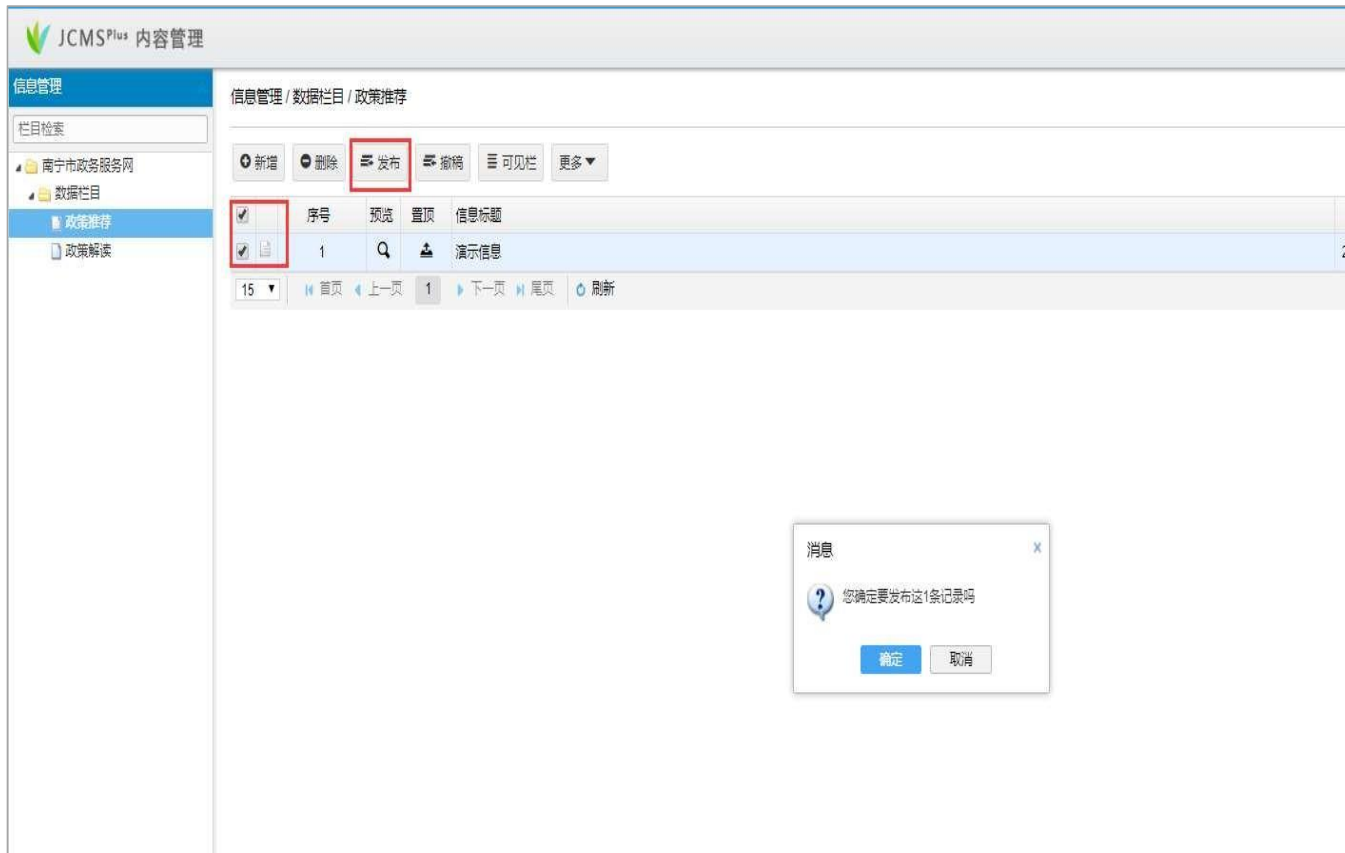 JCMSPlus 内容管理
信息管理
信息管理 / 数据栏目 / 政策推荐
栏目检索
新增 删除 发布 撤稿 可见栏 更多
南宁市政务服务网
数据栏目
政策推荐
政策解读
序号 预览 置顶 信息标题
1 演示信息 2
15 首页 上一页 1 下一页 尾页 刷新
消息 x
您确定要发布这1条记录吗
确定 取消